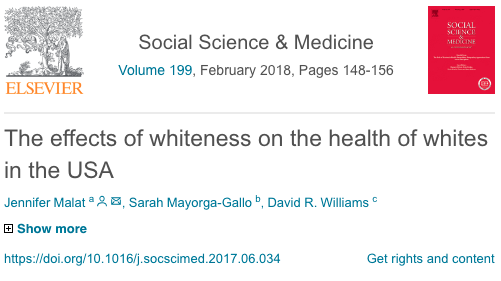 Social Science & Medicine
Volume 199, February 2018, Pages 148-156
ELSEVIER
SOCIAL
SCIENCE
&
MEDICINE
The effects of whiteness on the health of whites
in the USA
Jennifer Malat a, Sarah Mayorga-Gallo b, David R. Williams c
Show more
https://doi.org/10.1016/j.socscimed.2017.06.034 Get rights and content